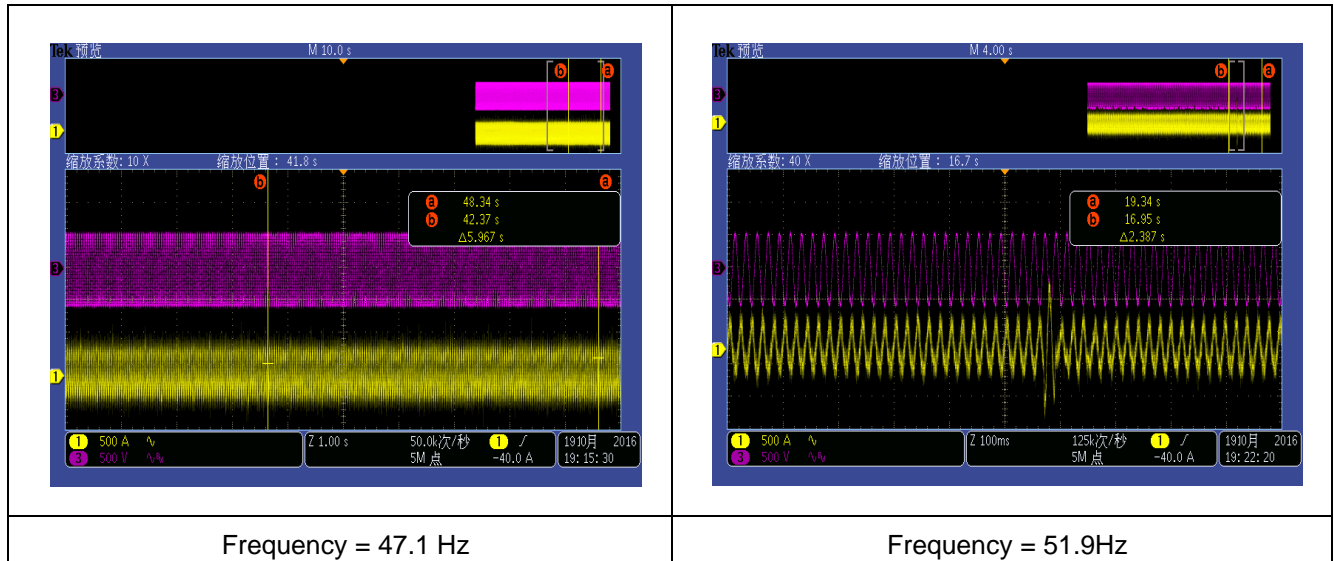 Tek 预览
M 10.0 s
b
a
3
1
缩放系数: 10 X 缩放位置: 41.8 s
b
a
a 48.34 s
b 42.37 s
△5.967 s
3
1
1 500 A
3 500 V
Z 1.00 s
50.0k次/秒
5M 点
1
-40.0 A
1910月 2016
19:15:30
Frequency = 47.1 Hz
Tek 预览
M 4.00 s
b
a
3
1
缩放系数: 40 X 缩放位置: 16.7 s
a 19.34 s
b 16.95 s
△2.387 s
3
1
1 500 A
3 500 V
Z 100ms
125k次/秒
5M 点
1
-40.0 A
1910月 2016
19:22:20
Frequency = 51.9Hz